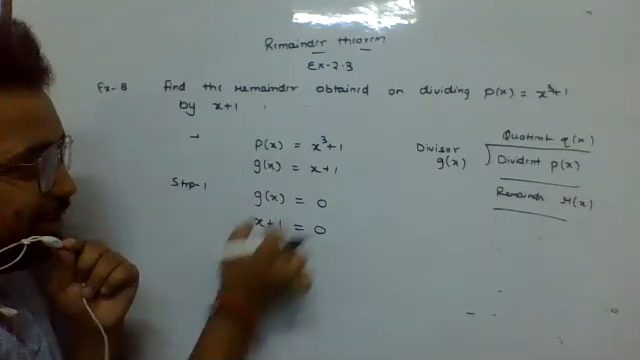 Remainder theorem
Ex-2.3
Ex-8 Find the remainder obtained on dividing p(x) = x³+1
by x+1
→ P(x) = x³+1
g(x) = x+1
Step-1
g(x) = 0
x+1 = 0
Quotient q(x)
Divisor
g(x)
Dividend p(x)
Remainder r(x)